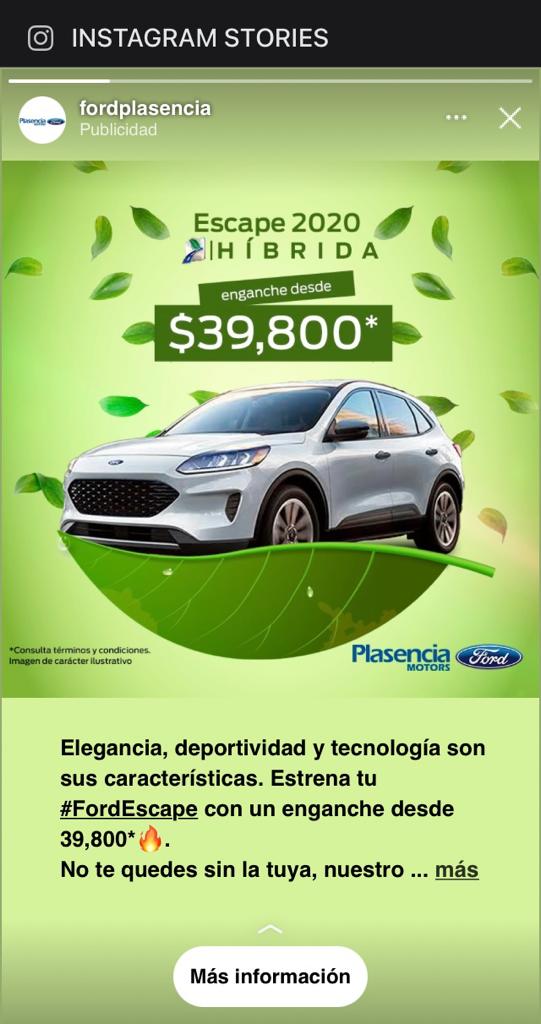 INSTAGRAM STORIES
fordplasencia
Publicidad
Plasencia Ford
Escape 2020
HÍBRIDA
enganche desde
$39,800*
*Consulta términos y condiciones.
Imagen de carácter ilustrativo
Plasencia
MOTORS
Ford
Elegancia, deportividad y tecnología son
sus características. Estrena tu
#FordEscape con un enganche desde
39,800*🔥.
No te quedes sin la tuya, nuestro ... más
Más información